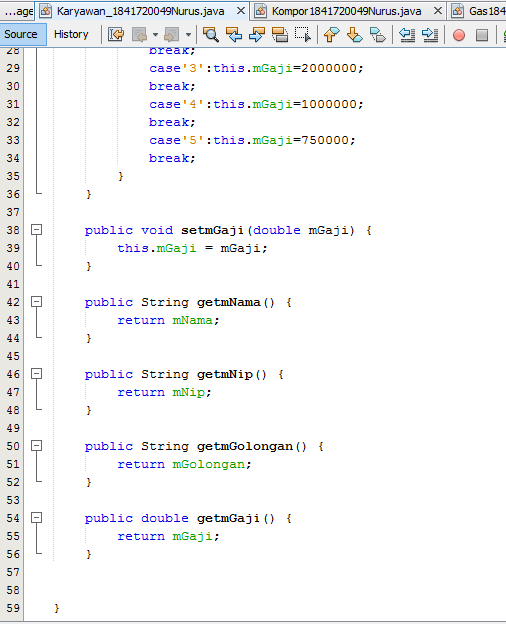 ...age Karyawan_1841720049Nurus.java Kompor1841720049Nurus.java Gas184
Source History
28 break;
29 case'3':this.mGaji=2000000;
30 break;
31 case'4':this.mGaji=1000000;
32 break;
33 case'5':this.mGaji=750000;
34 break;
35 }
36 }
37
38 public void setmGaji(double mGaji) {
39 this.mGaji = mGaji;
40 }
41
42 public String getmNama() {
43 return mNama;
44 }
45
46 public String getmNip() {
47 return mNip;
48 }
49
50 public String getmGolongan() {
51 return mGolongan;
52 }
53
54 public double getmGaji() {
55 return mGaji;
56 }
57
58
59 }